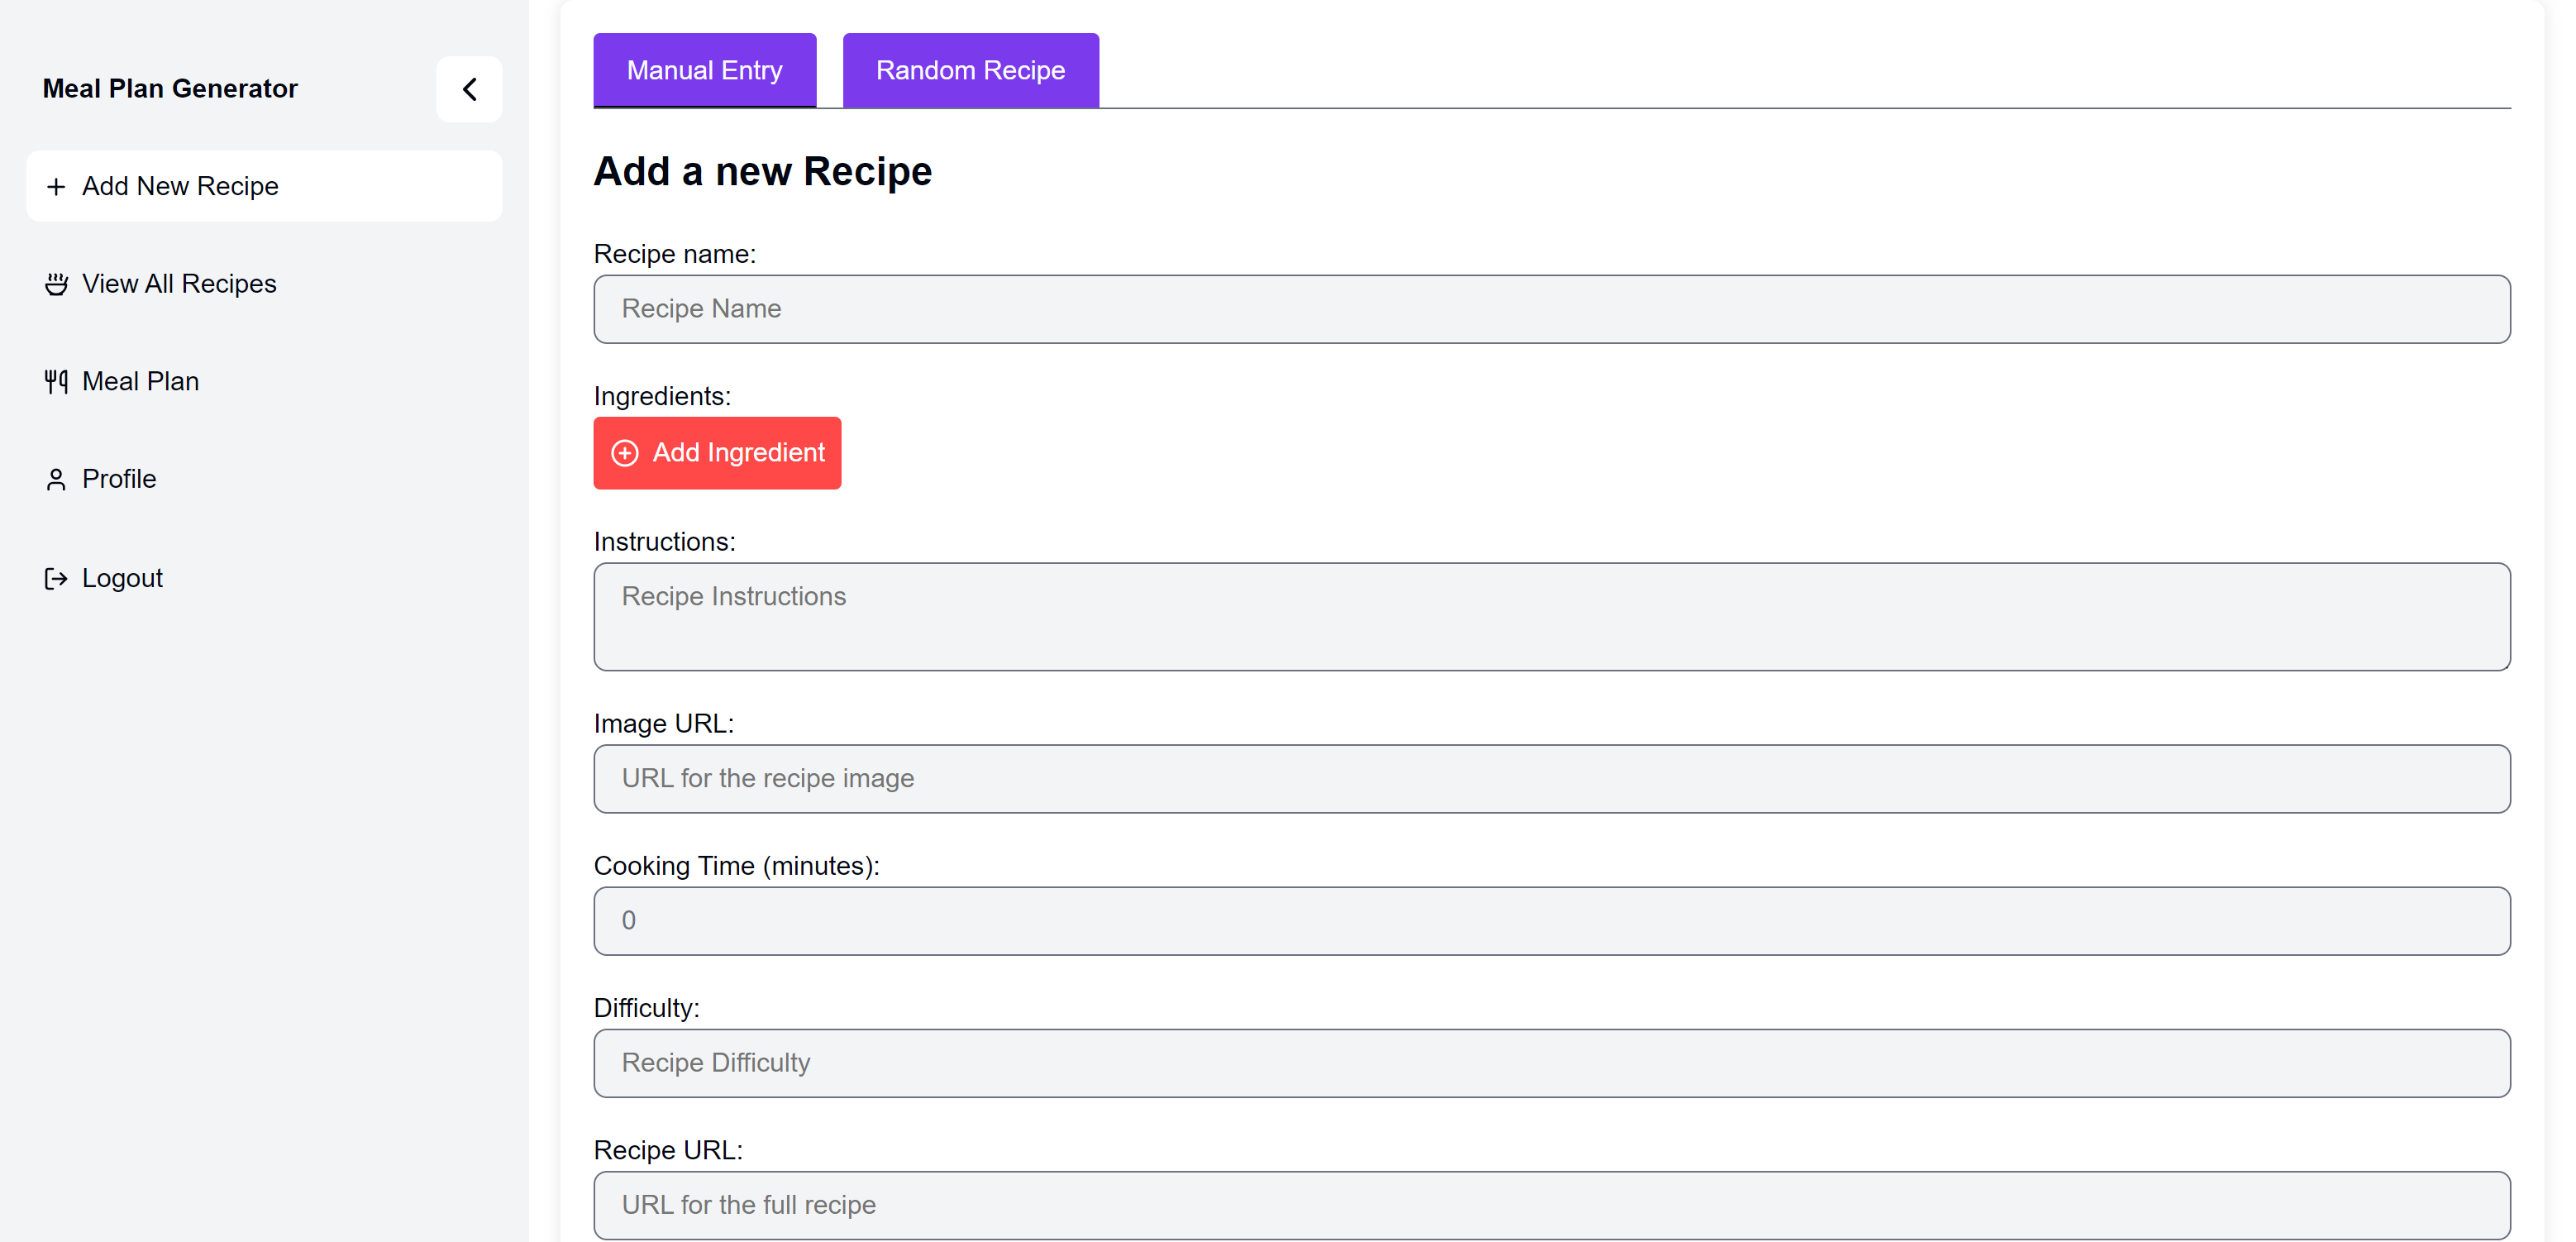 Meal Plan Generator
Add New Recipe
View All Recipes
Meal Plan
Profile
Logout
Manual Entry
Random Recipe
Add a new Recipe
Recipe name:
Recipe Name
Ingredients:
Add Ingredient
Instructions:
Recipe Instructions
Image URL:
URL for the recipe image
Cooking Time (minutes):
0
Difficulty:
Recipe Difficulty
Recipe URL:
URL for the full recipe